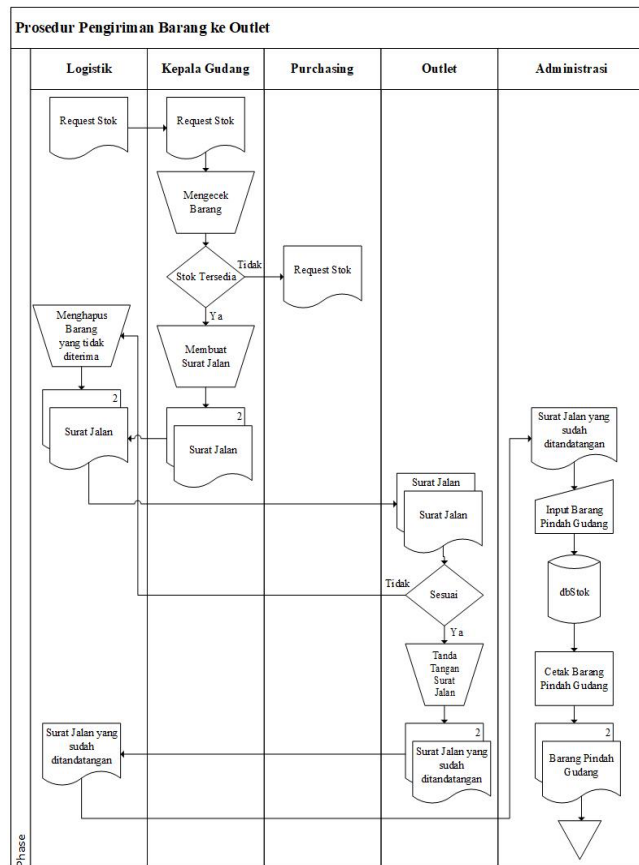 Prosedur Pengiriman Barang ke Outlet
Logistik
Kepala Gudang
Purchasing
Outlet
Administrasi
Request Stok
Request Stok
Mengecek
Barang
Stok Tersedia
Tidak
Request Stok
Ya
Menghapus
Barang
yang tidak
diterima
Membuat
Surat Jalan
2
Surat Jalan
2
Surat Jalan
Surat Jalan yang
sudah
ditandatangan
Surat Jalan
Surat Jalan
Input Barang
Pindah Gudang
Tidak
Sesuai
dbStok
Ya
Tanda
Tangan
Surat
Jalan
Cetak Barang
Pindah Gudang
Surat Jalan yang
sudah
ditandatangan
2
Surat Jalan yang
sudah
ditandatangan
2
Barang Pindah
Gudang
Phase